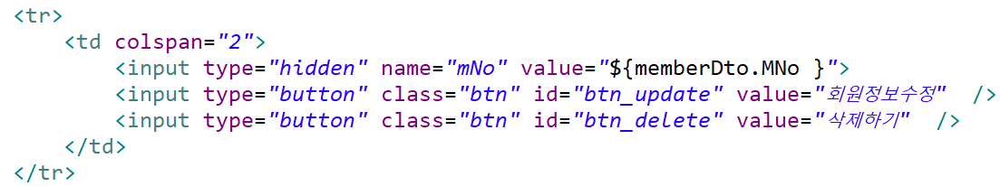 <tr>
<td colspan="2">
<input type="hidden" name="mNo" value="${memberDto.MNo }">
<input type="button" class="btn" id="btn_update" value="회원정보수정"  />
<input type="button" class="btn" id="btn_delete" value="삭제하기"  />
</td>
</tr>